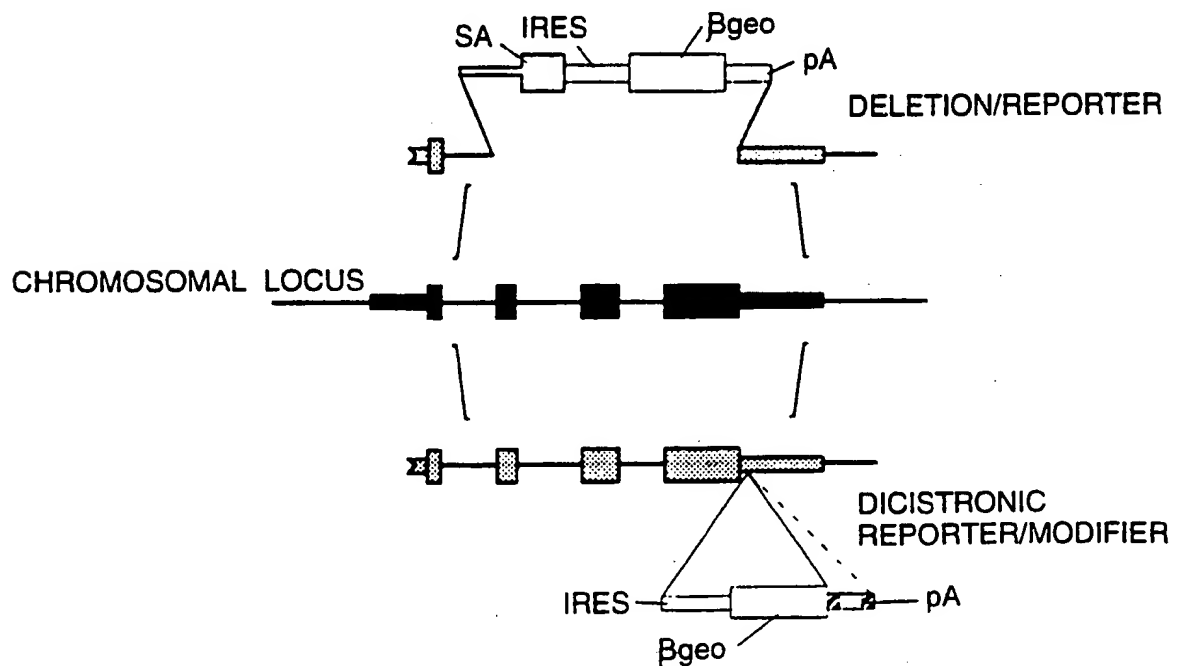 SA
IRES
βgeo
pA
DELETION/REPORTER
CHROMOSOMAL LOCUS
DICISTRONIC
REPORTER/MODIFIER
IRES
pA
βgeo